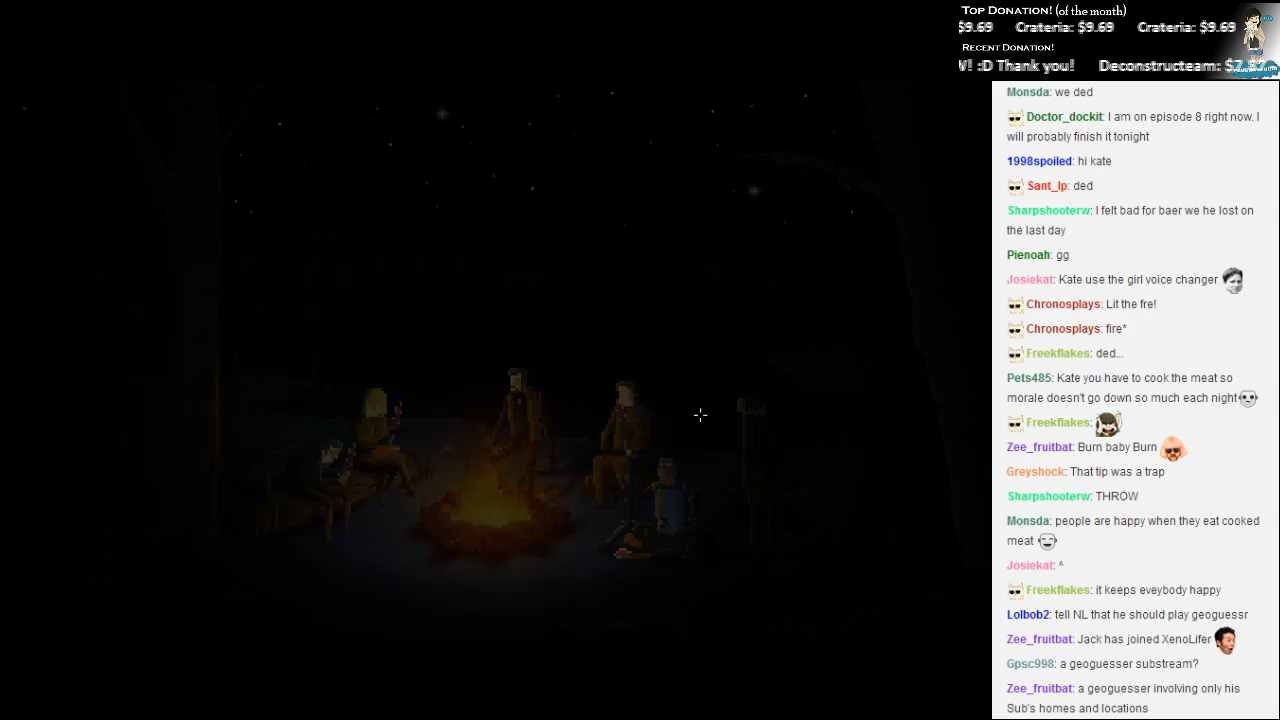 Top Donation! (of the month)
$9.69 Crateria: $9.69 Crateria: $9.69
Recent Donation!
! :D Thank you! Deconstructeam:
Monsda: we ded
Doctor_dockit: I am on episode 8 right now. I
will probably finish it tonight
1998spoiled: hi kate
Sant_lp: ded
Sharpshooterw: I felt bad for baer we he lost on
the last day
Pienoah: gg
Josiekat: Kate use the girl voice changer
Chronosplays: Lit the fre!
Chronosplays: fire*
Freekflakes: ded...
Pets485: Kate you have to cook the meat so
morale doesn't go down so much each night
Freekflakes:
Zee_fruitbat: Burn baby Burn
Greyshock: That tip was a trap
Sharpshooterw: THROW
Monsda: people are happy when they eat cooked
meat
Josiekat: ^
Freekflakes: it keeps eveybody happy
Lolbob2: tell NL that he should play geoguessr
Zee_fruitbat: Jack has joined XenoLifer
Gpsc998: a geoguesser substream?
Zee_fruitbat: a geoguesser involving only his
Sub's homes and locations